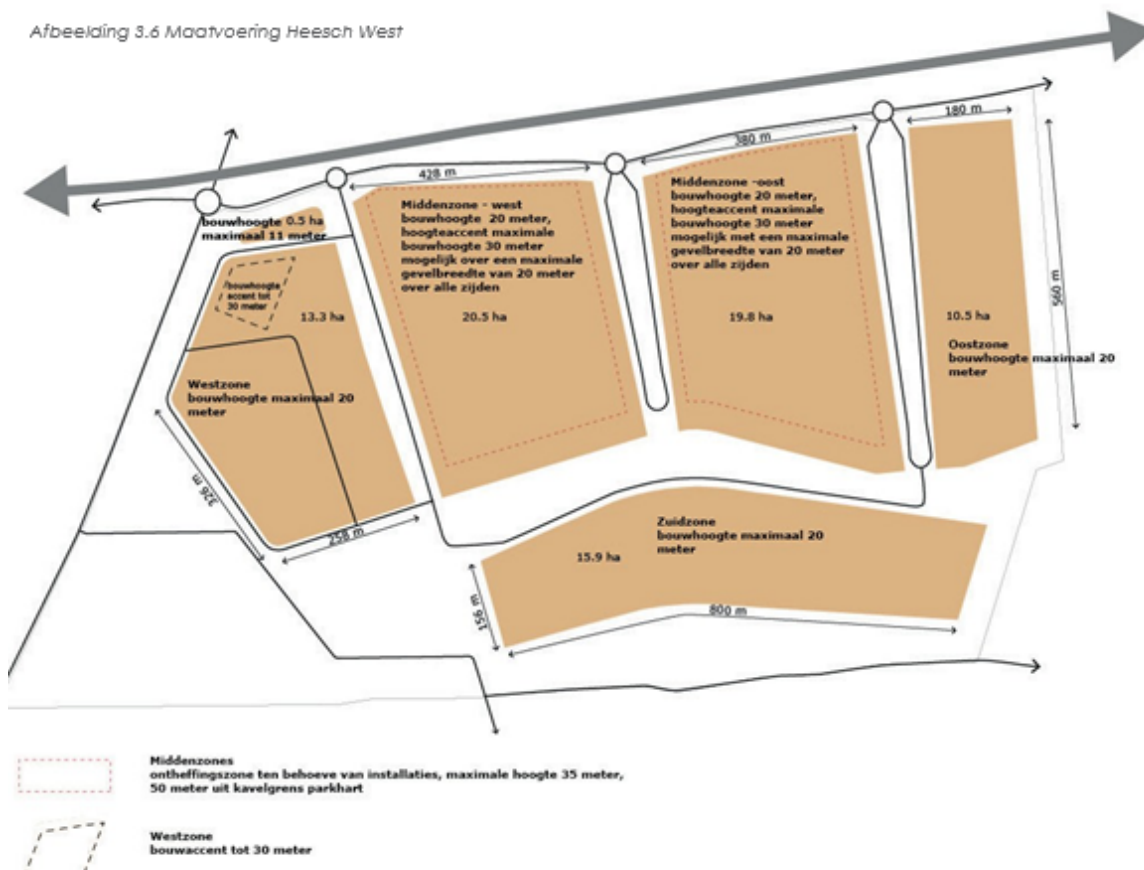 Afbeelding 3.6 Maatvoering Heesch West
180 m
380 m
428 m
bouwhoogte 0.5 ha
maximaal 11 meter
Middenzone - west
bouwhoogte 20 meter,
hoogteaccent maximale
bouwhoogte 30 meter
mogelijk over een maximale
gevelbreedte van 20 meter
over alle zijden
20.5 ha
Middenzone -oost
bouwhoogte 20 meter,
hoogteaccent maximale
bouwhoogte 30 meter
mogelijk met een maximale
gevelbreedte van 20 meter
over alle zijden
19.8 ha
560 m
bouwhoogte
accent tot
30 meter
13.3 ha
10.5 ha
Oostzone
bouwhoogte maximaal 20
meter
Westzone
bouwhoogte maximaal 20
meter
326 m
258 m
Zuidzone
bouwhoogte maximaal 20
meter
15.9 ha
156 m
800 m
Middenzones
ontheffingszone ten behoeve van installaties, maximale hoogte 35 meter,
50 meter uit kavelgrens parkhart
Westzone
bouwaccent tot 30 meter